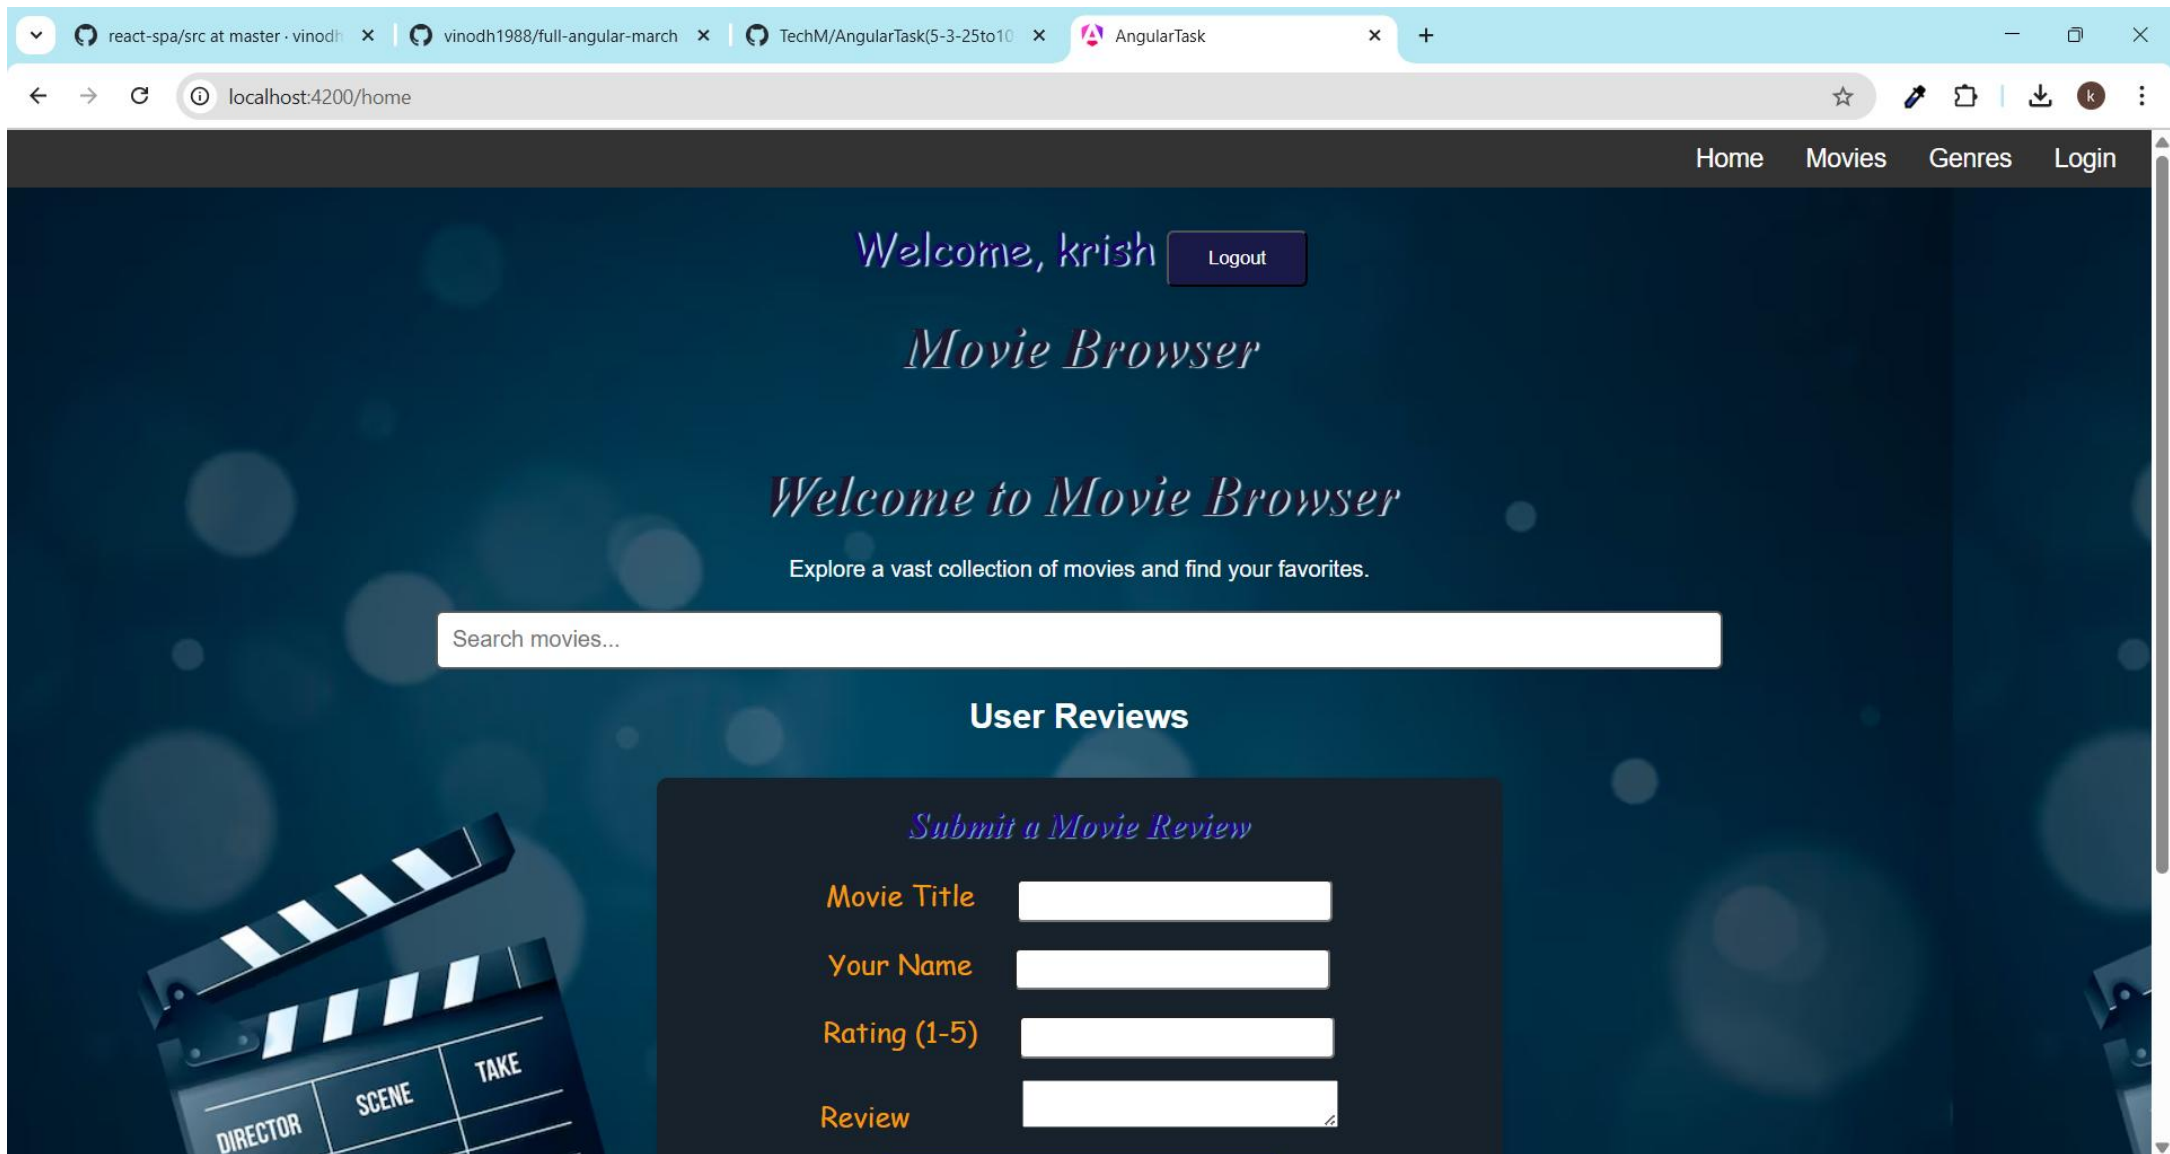 react-spa/src at master · vinodh
vinodh1988/full-angular-march
TechM/AngularTask(5-3-25to10
AngularTask
localhost:4200/home
k
Home Movies Genres Login
Welcome, krish Logout
Movie Browser
Welcome to Movie Browser
Explore a vast collection of movies and find your favorites.
Search movies...
User Reviews
Submit a Movie Review
Movie Title
Your Name
Rating (1-5)
Review
DIRECTOR SCENE TAKE